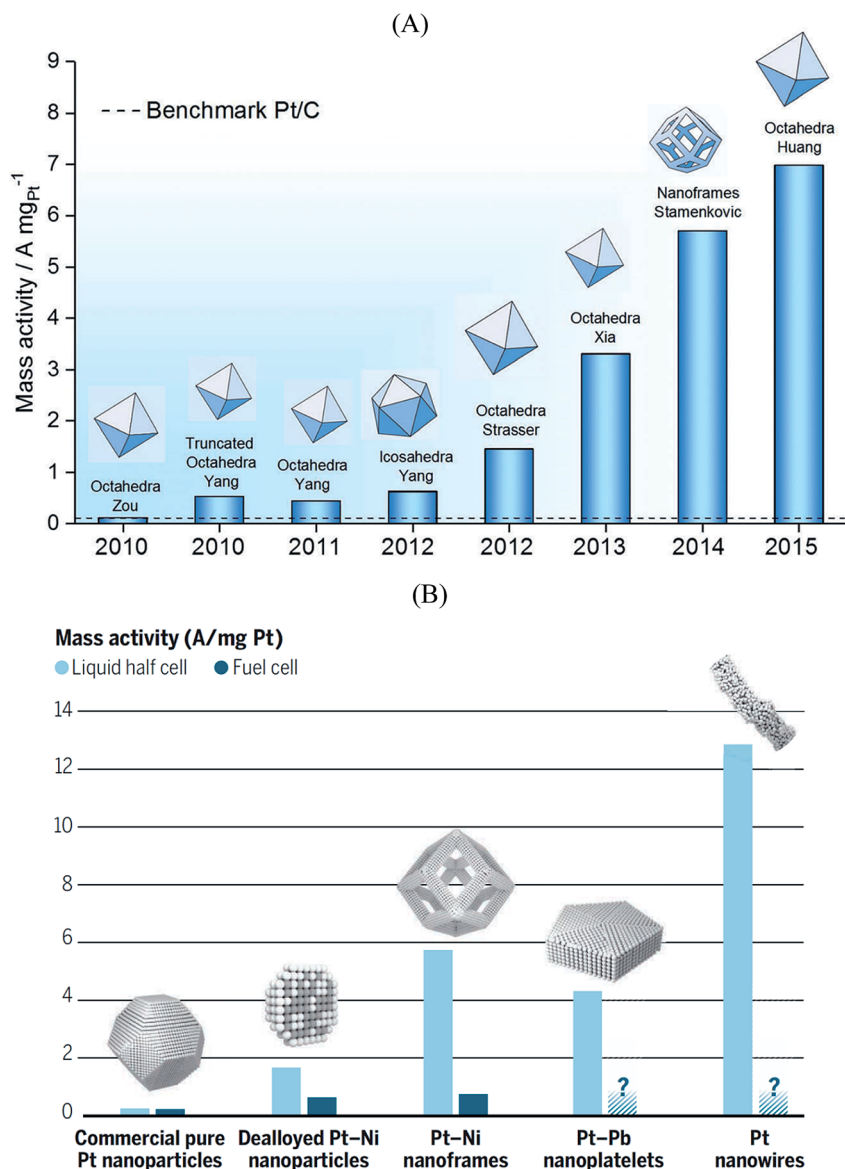 (A)
9
8
7
6
5
4
3
2
1
0
Mass activity / A mg_Pt^-1
--- Benchmark Pt/C
Octahedra
Zou
Truncated
Octahedra
Yang
Octahedra
Yang
Icosahedra
Yang
Octahedra
Strasser
Octahedra
Xia
Nanoframes
Stamenkovic
Octahedra
Huang
2010 2010 2011 2012 2012 2013 2014 2015
(B)
Mass activity (A/mg Pt)
Liquid half cell Fuel cell
14
12
10
8
6
4
2
0
? ?
Commercial pure Dealloyed Pt–Ni Pt–Ni Pt–Pb Pt
Pt nanoparticles nanoparticles nanoframes nanoplatelets nanowires